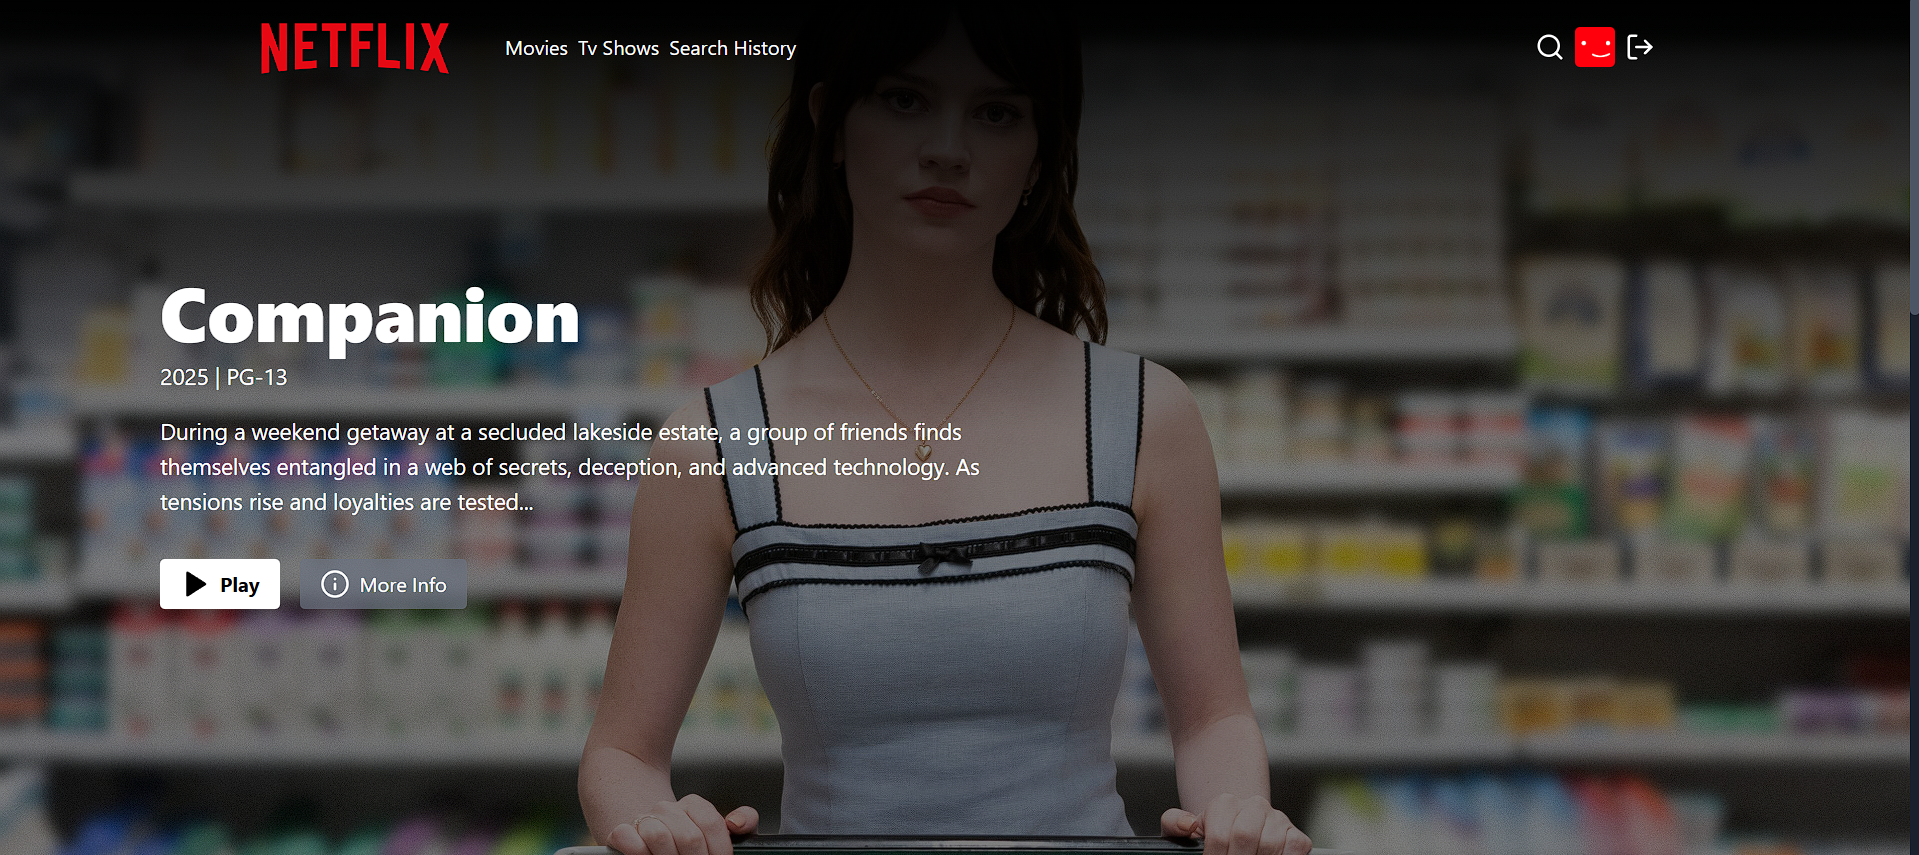 NETFLIX
Movies Tv Shows Search History
Companion
2025 | PG-13
During a weekend getaway at a secluded lakeside estate, a group of friends finds
themselves entangled in a web of secrets, deception, and advanced technology. As
tensions rise and loyalties are tested...
Play
More Info